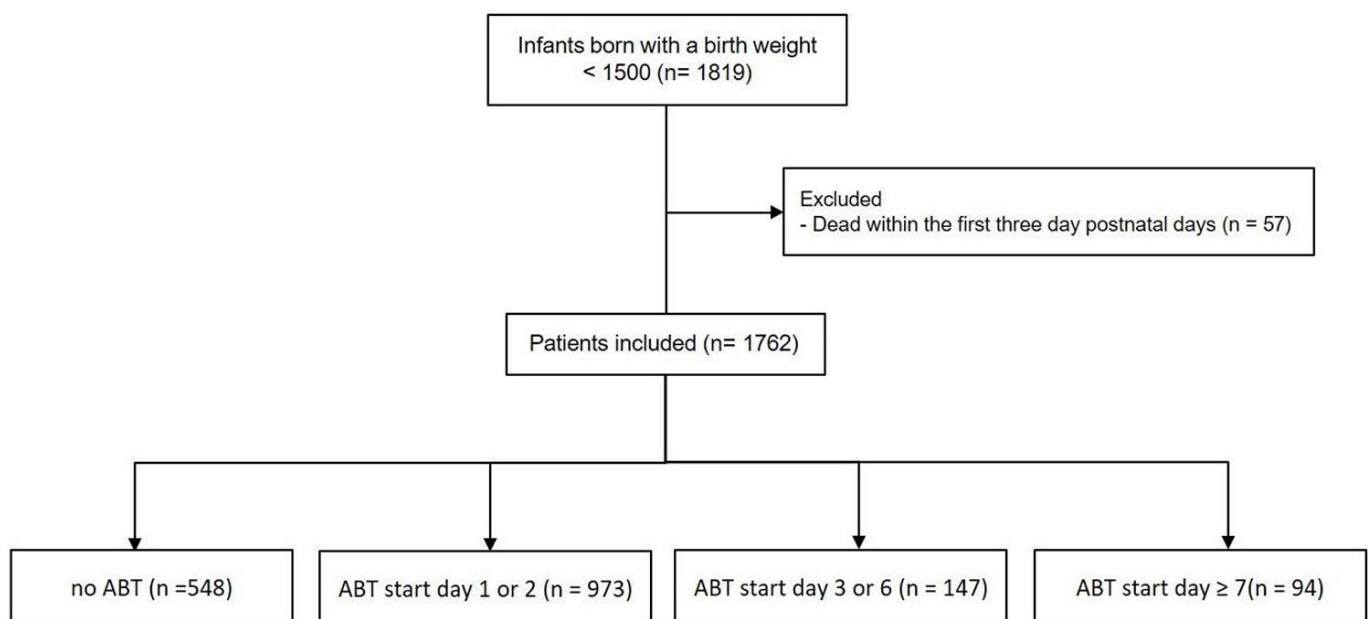 Infants born with a birth weight
< 1500 (n= 1819)
Excluded
- Dead within the first three day postnatal days (n = 57)
Patients included (n= 1762)
no ABT (n =548)
ABT start day 1 or 2 (n = 973)
ABT start day 3 or 6 (n = 147)
ABT start day ≥ 7(n = 94)